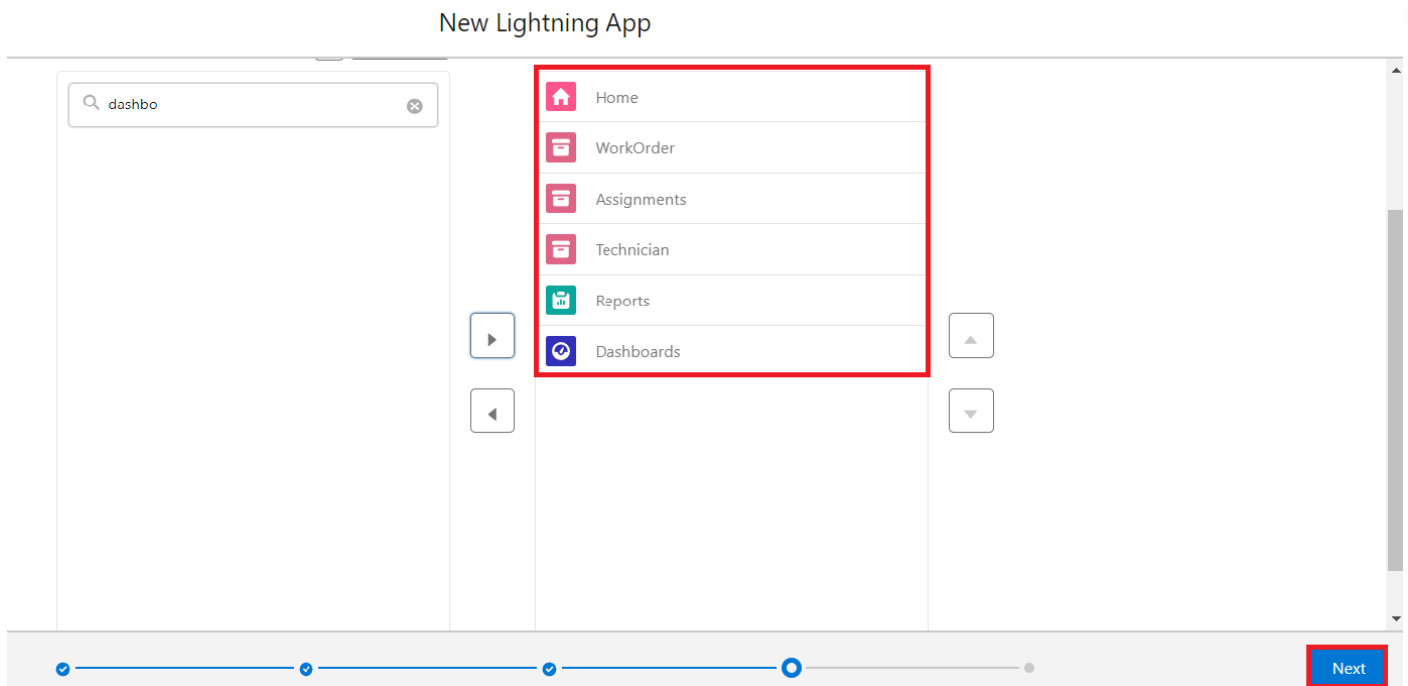 New Lightning App
dashbo
Home
WorkOrder
Assignments
Technician
Reports
Dashboards
Next